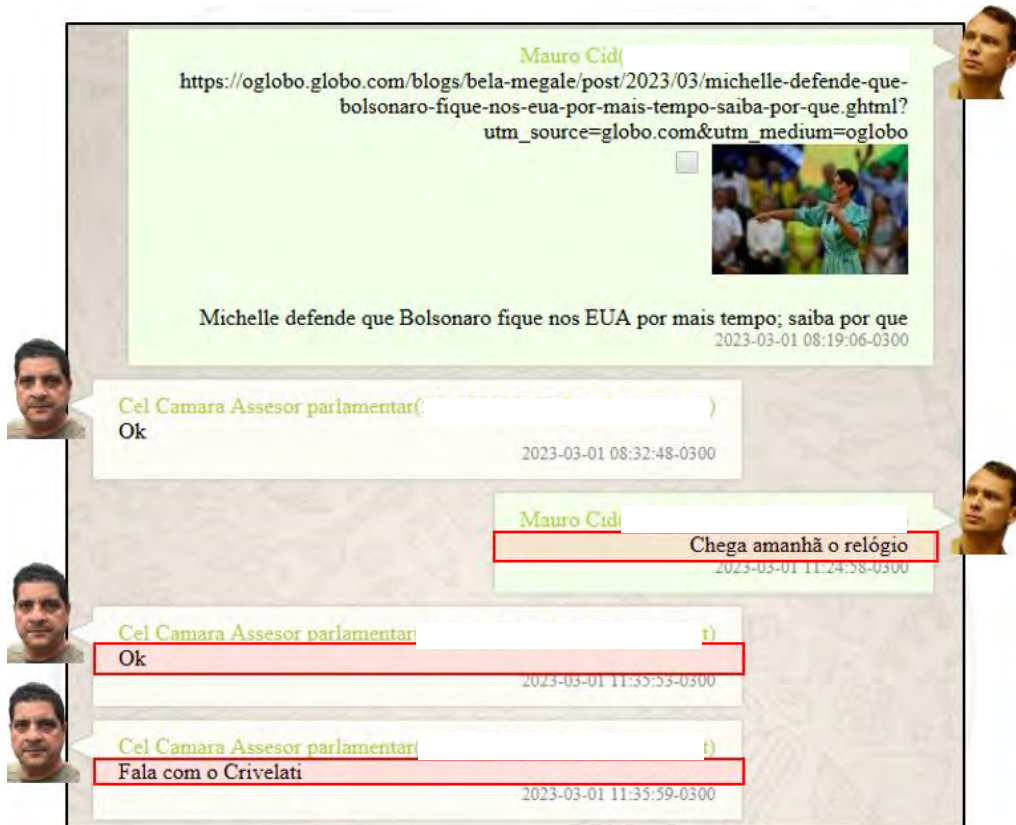 Mauro Cid(
https://oglobo.globo.com/blogs/bela-megale/post/2023/03/michelle-defende-que-
bolsonaro-fique-nos-eua-por-mais-tempo-saiba-por-que.ghtml?
utm_source=globo.com&utm_medium=oglobo
Michelle defende que Bolsonaro fique nos EUA por mais tempo; saiba por que
2023-03-01 08:19:06-0300
Cel Camara Assesor parlamentar( )
Ok
2023-03-01 08:32:48-0300
Mauro Cid(
Chega amanhã o relógio
2023-03-01 11:24:58-0300
Cel Camara Assesor parlamentar( t)
Ok
2023-03-01 11:35:53-0300
Cel Camara Assesor parlamentar( t)
Fala com o Crivelati
2023-03-01 11:35:59-0300